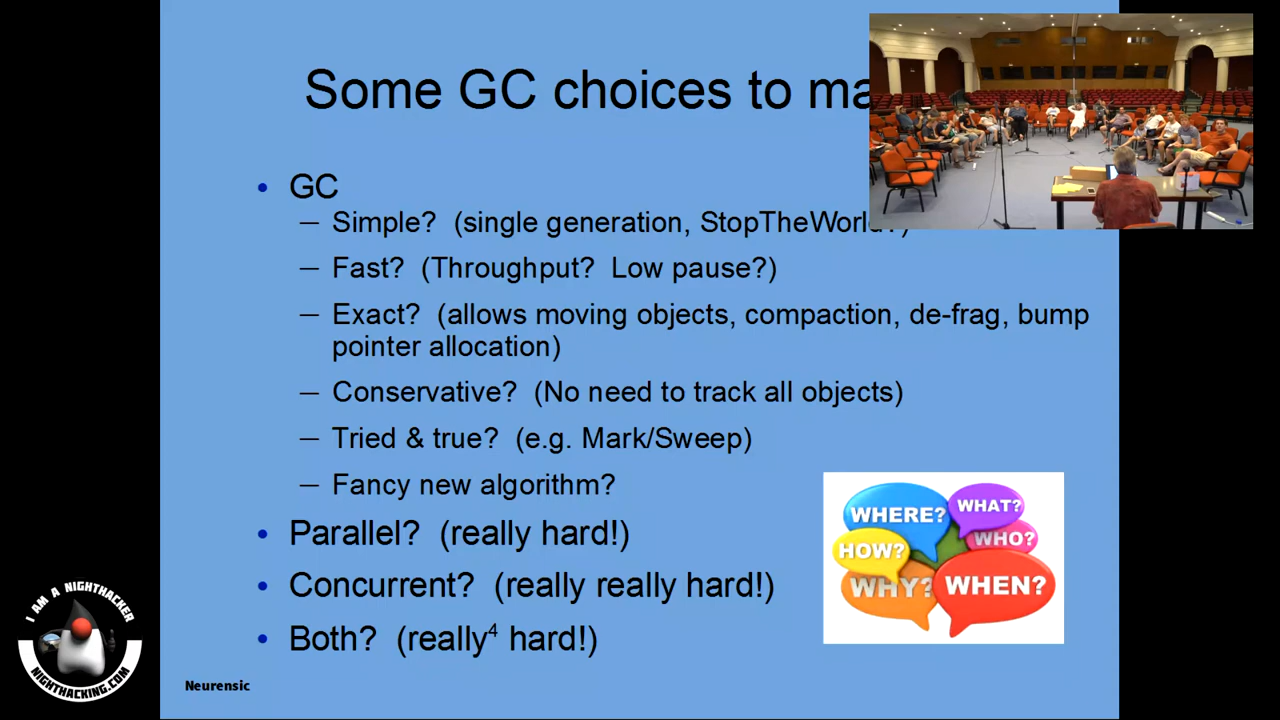 Some GC choices to ma
• GC
– Simple? (single generation, StopTheWorld?)
– Fast? (Throughput? Low pause?)
– Exact? (allows moving objects, compaction, de-frag, bump
pointer allocation)
– Conservative? (No need to track all objects)
– Tried & true? (e.g. Mark/Sweep)
– Fancy new algorithm?
• Parallel? (really hard!)
• Concurrent? (really really hard!)
• Both? (really⁴ hard!)
WHERE?
WHAT?
HOW?
WHO?
WHY?
WHEN?
I AM A NIGHTHACKER
NIGHTHACKING.COM
Neurensic